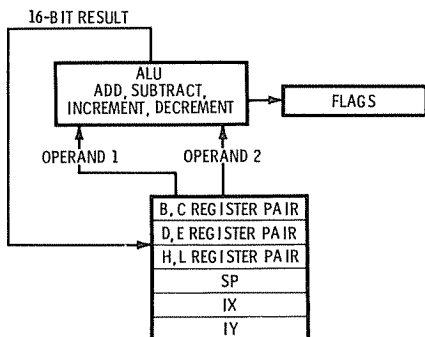 16-BIT RESULT
ALU
ADD, SUBTRACT,
INCREMENT, DECREMENT
FLAGS
OPERAND 1
OPERAND 2
B, C REGISTER PAIR
D, E REGISTER PAIR
H, L REGISTER PAIR
SP
IX
IY